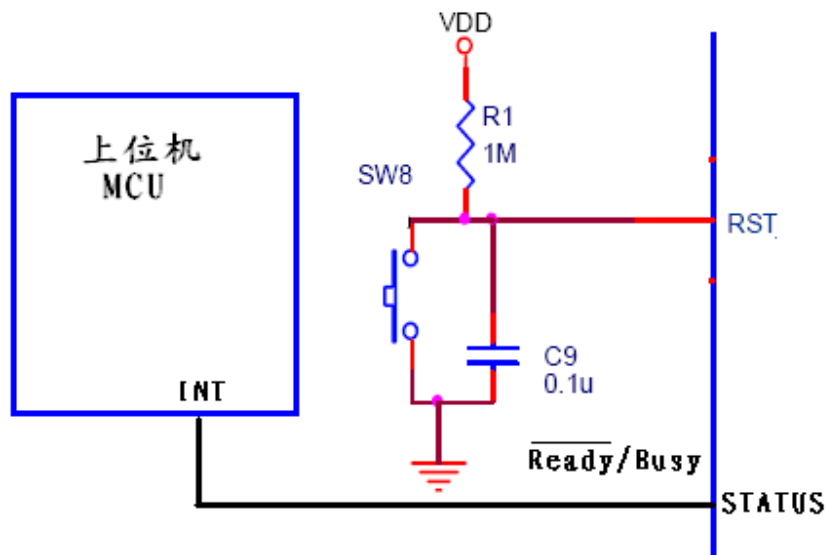 VDD
上位机
MCU
R1
1M
SW8
RST
C9
0.1u
INT
Ready/Busy
STATUS